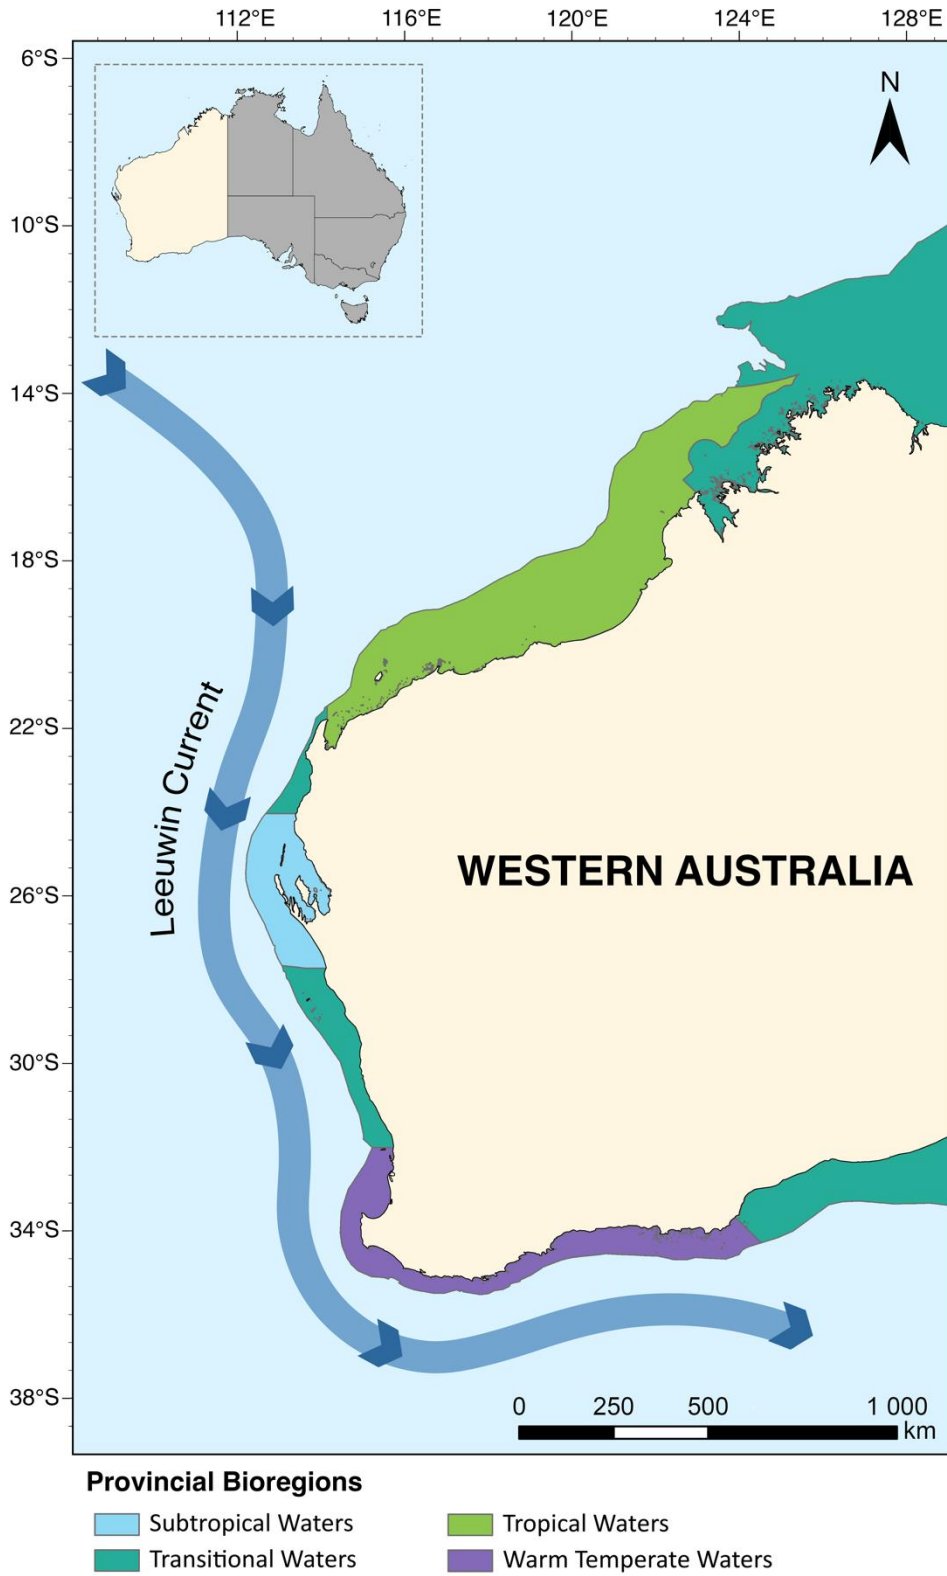 112°E 116°E 120°E 124°E 128°E
6°S
N
10°S
14°S
18°S
22°S
Leeuwin Current
WESTERN AUSTRALIA
26°S
30°S
34°S
38°S
0 250 500 1 000
km
Provincial Bioregions
Subtropical Waters Tropical Waters
Transitional Waters Warm Temperate Waters